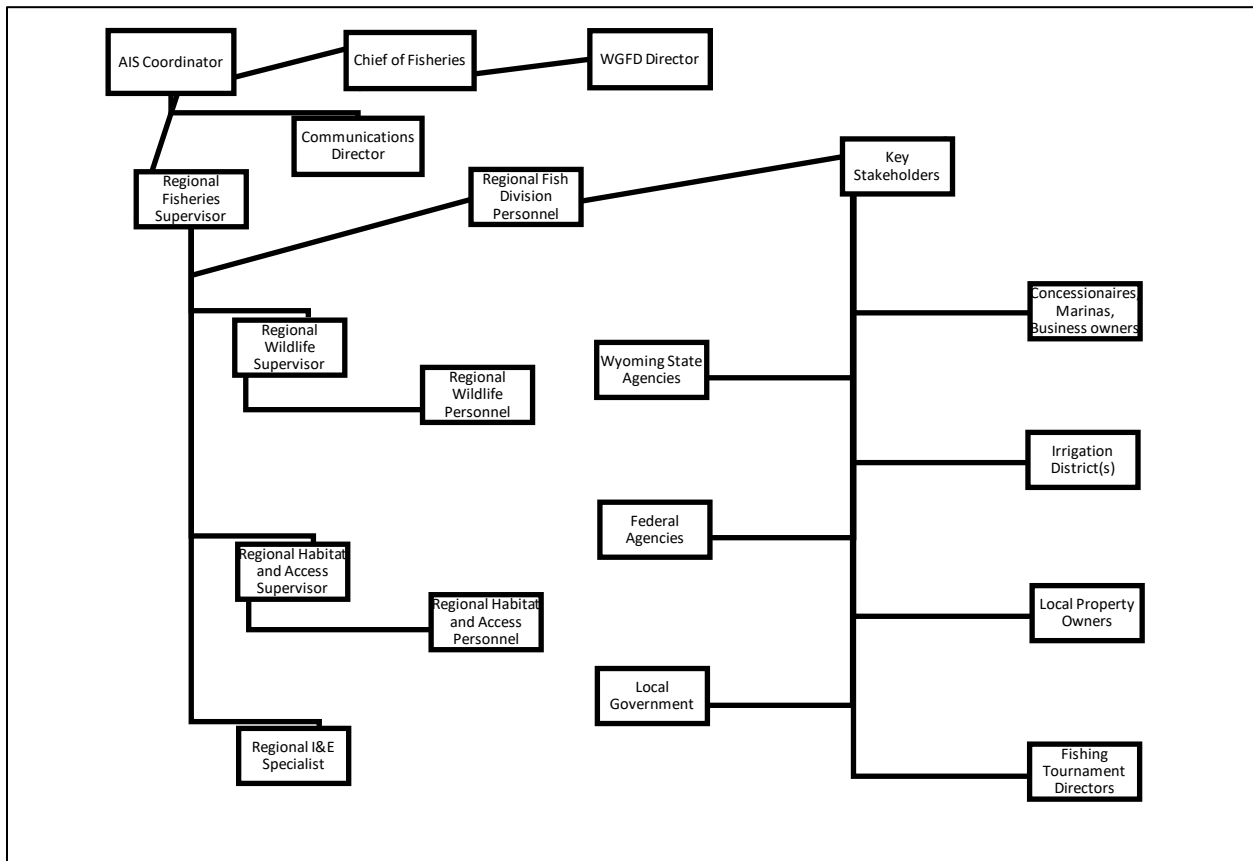 AIS Coordinator
Chief of Fisheries
WGFD Director
Communications
Director
Key
Stakeholders
Regional
Fisheries
Supervisor
Regional Fish
Division
Personnel
Concessionaires,
Marinas,
Business owners
Regional
Wildlife
Supervisor
Wyoming State
Agencies
Regional
Wildlife
Personnel
Irrigation
District(s)
Federal
Agencies
Regional Habitat
and Access
Supervisor
Regional Habitat
and Access
Personnel
Local Property
Owners
Local
Government
Regional I&E
Specialist
Fishing
Tournament
Directors